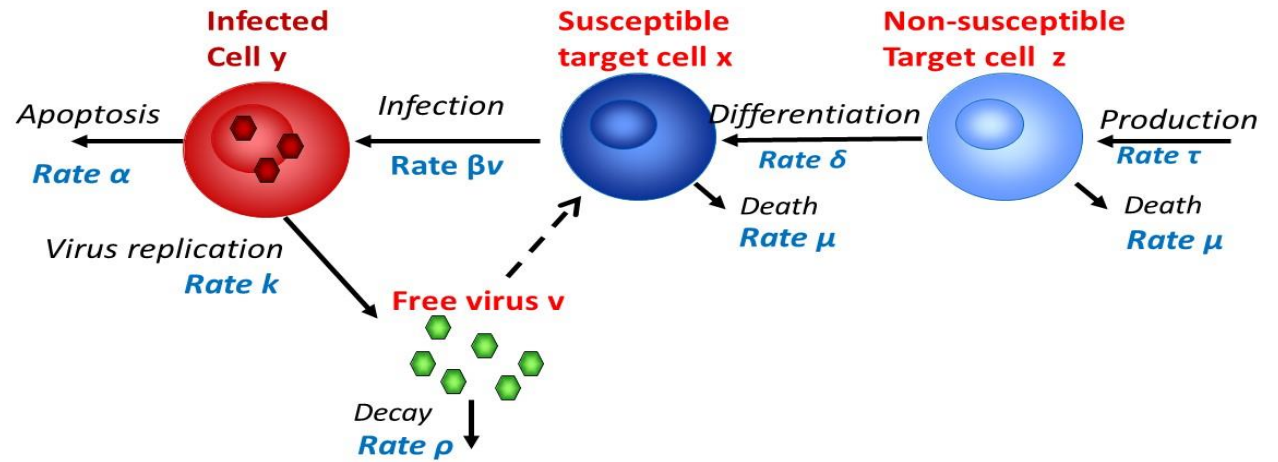 Infected
Cell y
Susceptible
target cell x
Non-susceptible
Target cell z
Apoptosis
Rate α
Infection
Rate βv
Differentiation
Rate δ
Production
Rate τ
Death
Rate μ
Death
Rate μ
Virus replication
Rate k
Free virus v
Decay
Rate ρ